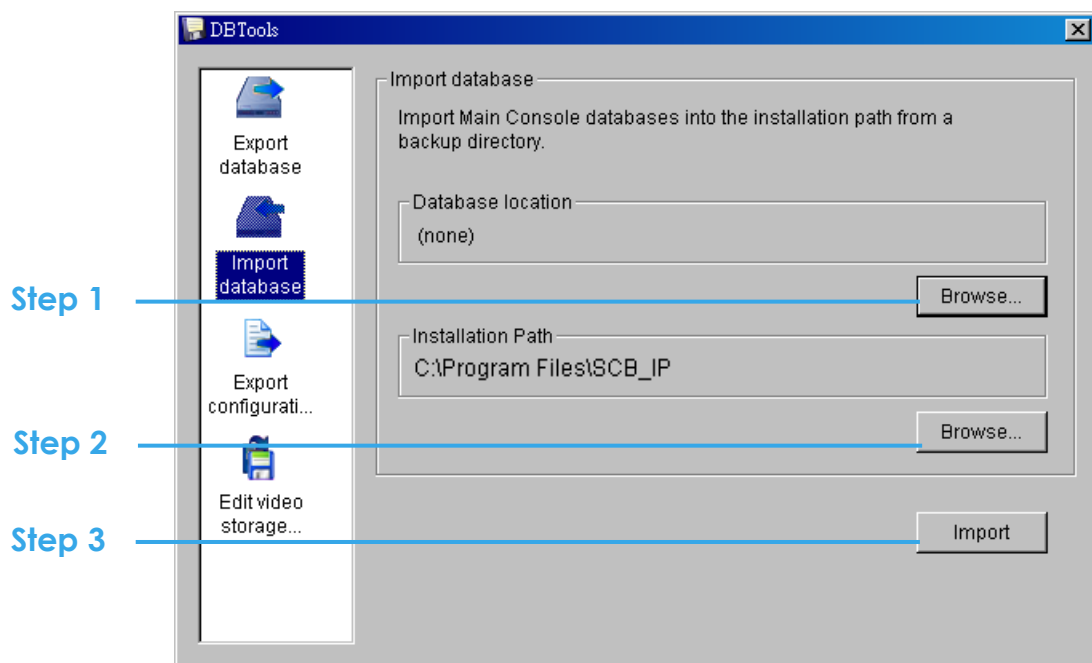 DBTools
Export
database
Import
database
Export
configurati...
Edit video
storage...
Import database
Import Main Console databases into the installation path from a
backup directory.
Database location
(none)
Step 1
Browse...
Installation Path
C:\Program Files\SCB_IP
Step 2
Browse...
Step 3
Import